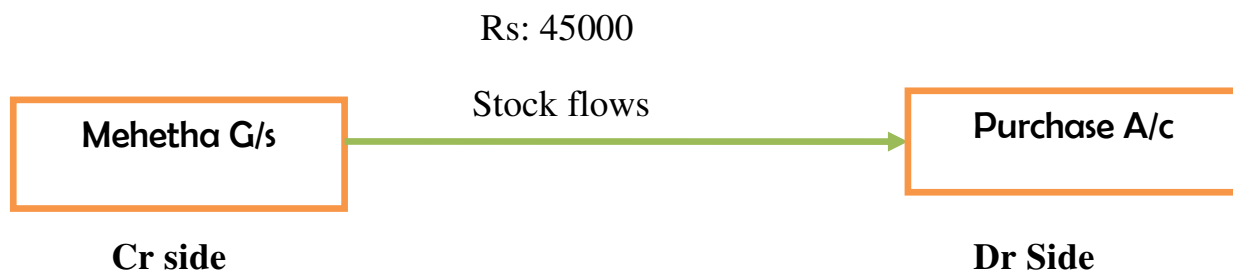 Rs: 45000
Stock flows
Mehetha G/s
Purchase A/c
Cr side
Dr Side